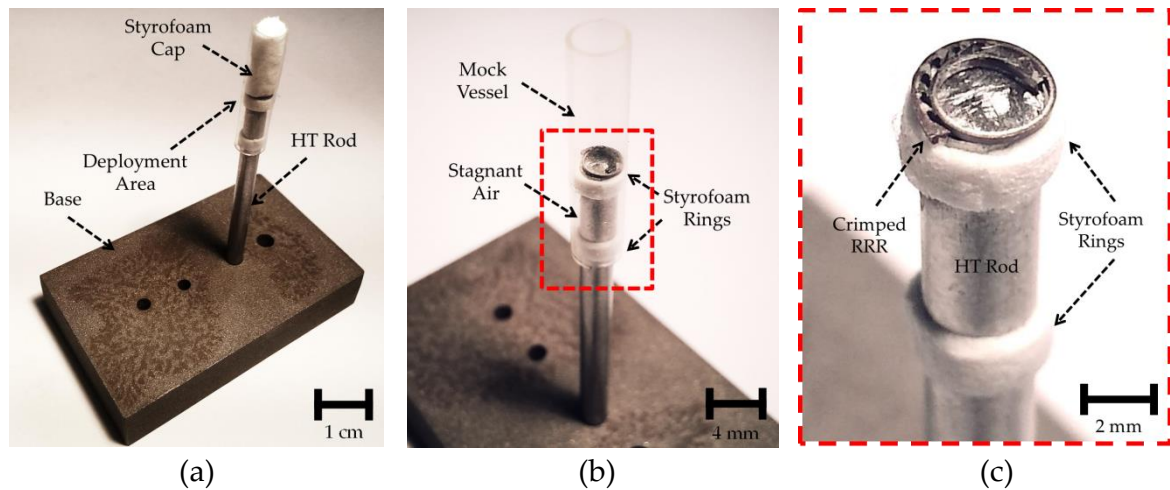 Styrofoam
Cap
HT Rod
Deployment
Area
Base
1 cm
(a)
Mock
Vessel
Stagnant
Air
Styrofoam
Rings
4 mm
(b)
Crimped
RRR
HT Rod
Styrofoam
Rings
2 mm
(c)